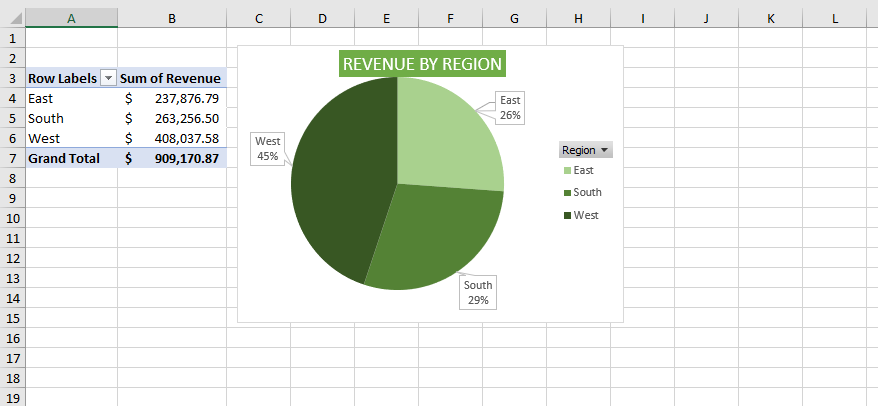 A B C D E F G H I J K L
1
2
3 Row Labels Sum of Revenue
4 East $ 237,876.79
5 South $ 263,256.50
6 West $ 408,037.58
7 Grand Total $ 909,170.87
8
9
10
11
12
13
14
15
16
17
18
19
REVENUE BY REGION
East
26%
West
45%
South
29%
Region
East
South
West